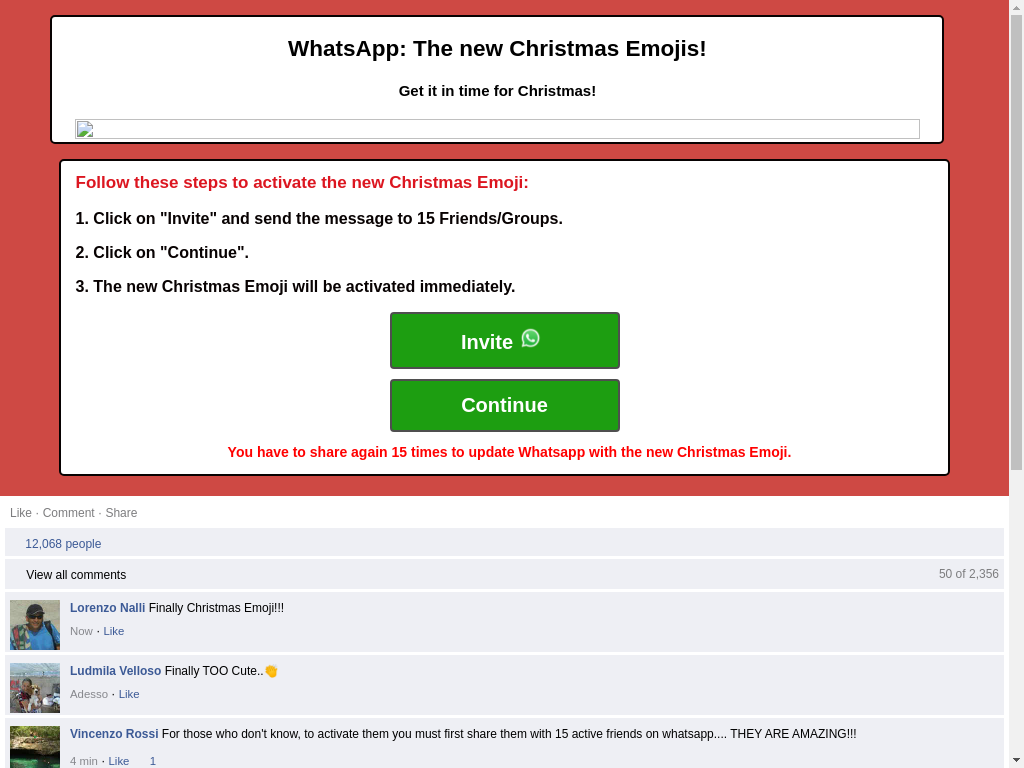 WhatsApp: The new Christmas Emojis!
Get it in time for Christmas!
Follow these steps to activate the new Christmas Emoji:
1. Click on "Invite" and send the message to 15 Friends/Groups.
2. Click on "Continue".
3. The new Christmas Emoji will be activated immediately.
Invite
Continue
You have to share again 15 times to update Whatsapp with the new Christmas Emoji.
Like · Comment · Share
12,068 people
View all comments 50 of 2,356
Lorenzo Nalli Finally Christmas Emoji!!!
Now · Like
Ludmila Velloso Finally TOO Cute..👏
Adesso · Like
Vincenzo Rossi For those who don't know, to activate them you must first share them with 15 active friends on whatsapp.... THEY ARE AMAZING!!!
4 min · Like 1